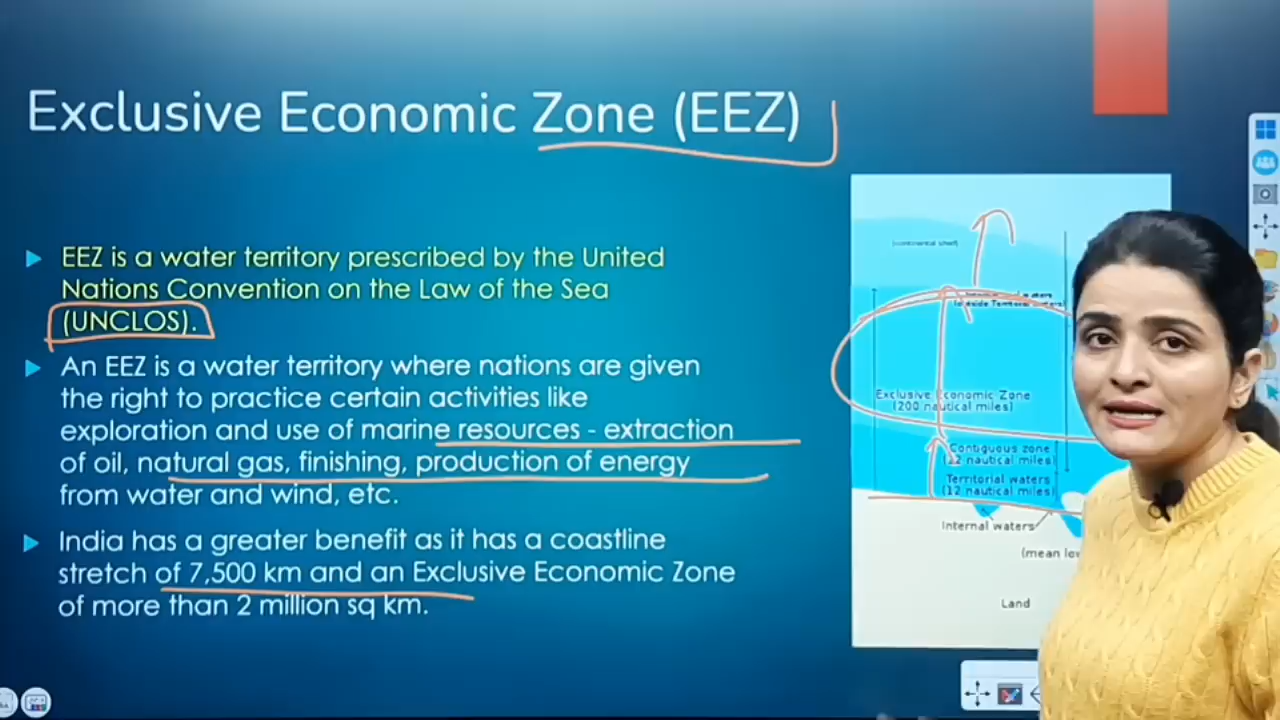 Exclusive Economic Zone (EEZ)
EEZ is a water territory prescribed by the United
Nations Convention on the Law of the Sea
(UNCLOS).
An EEZ is a water territory where nations are given
the right to practice certain activities like
exploration and use of marine resources - extraction
of oil, natural gas, finishing, production of energy
from water and wind, etc.
India has a greater benefit as it has a coastline
stretch of 7,500 km and an Exclusive Economic Zone
of more than 2 million sq km.
(continental shelf)
Exclusive Economic Zone
(200 nautical miles)
Contiguous zone
nautical miles)
Territorial waters
(12 nautical miles)
Internal waters
(mean
Land